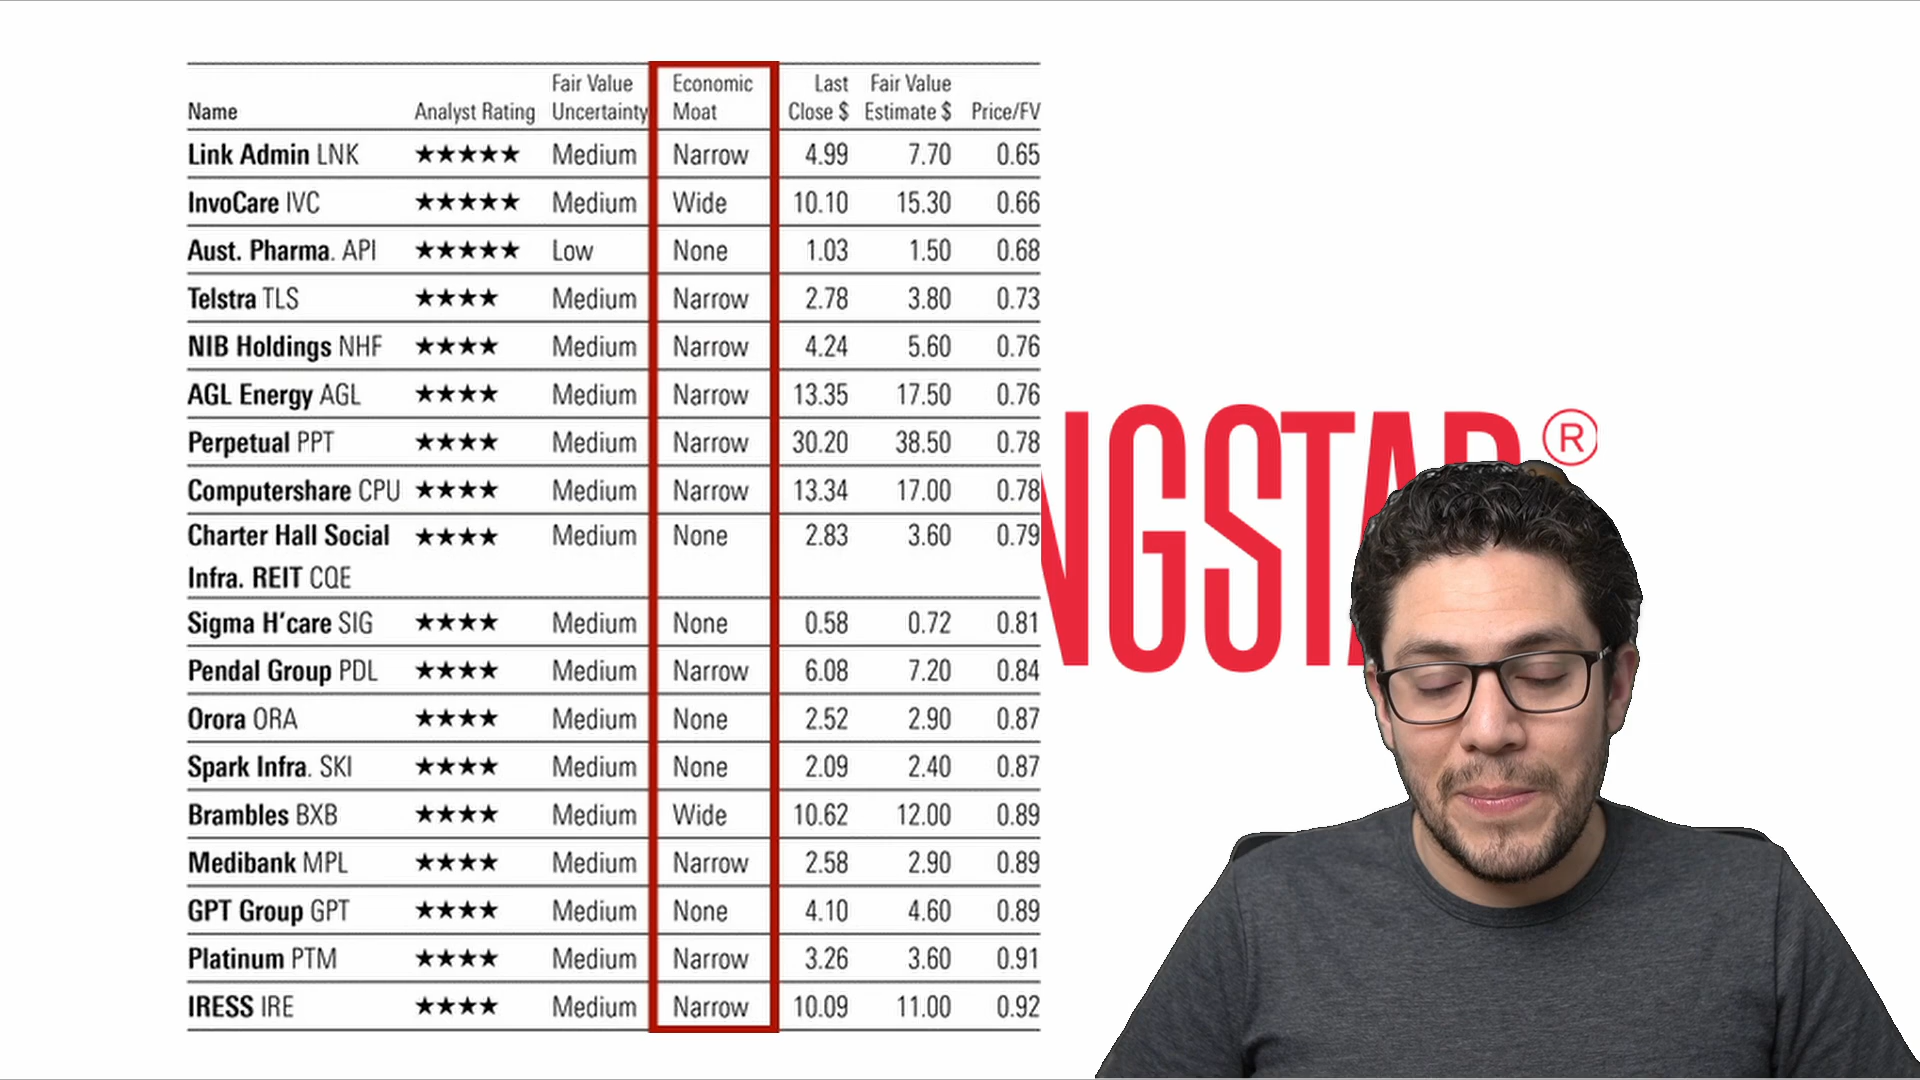 Name Analyst Rating Fair Value Uncertainty Economic Moat Last Close $ Fair Value Estimate $ Price/FV
Link Admin LNK ★★★★★ Medium Narrow 4.99 7.70 0.65
InvoCare IVC ★★★★★ Medium Wide 10.10 15.30 0.66
Aust. Pharma. API ★★★★★ Low None 1.03 1.50 0.68
Telstra TLS ★★★★ Medium Narrow 2.78 3.80 0.73
NIB Holdings NHF ★★★★ Medium Narrow 4.24 5.60 0.76
AGL Energy AGL ★★★★ Medium Narrow 13.35 17.50 0.76
Perpetual PPT ★★★★ Medium Narrow 30.20 38.50 0.78
Computershare CPU ★★★★ Medium Narrow 13.34 17.00 0.78
Charter Hall Social ★★★★ Medium None 2.83 3.60 0.79
Infra. REIT CQE
Sigma H'care SIG ★★★★ Medium None 0.58 0.72 0.81
Pendal Group PDL ★★★★ Medium Narrow 6.08 7.20 0.84
Orora ORA ★★★★ Medium None 2.52 2.90 0.87
Spark Infra. SKI ★★★★ Medium None 2.09 2.40 0.87
Brambles BXB ★★★★ Medium Wide 10.62 12.00 0.89
Medibank MPL ★★★★ Medium Narrow 2.58 2.90 0.89
GPT Group GPT ★★★★ Medium None 4.10 4.60 0.89
Platinum PTM ★★★★ Medium Narrow 3.26 3.60 0.91
IRESS IRE ★★★★ Medium Narrow 10.09 11.00 0.92
NGSTAR®